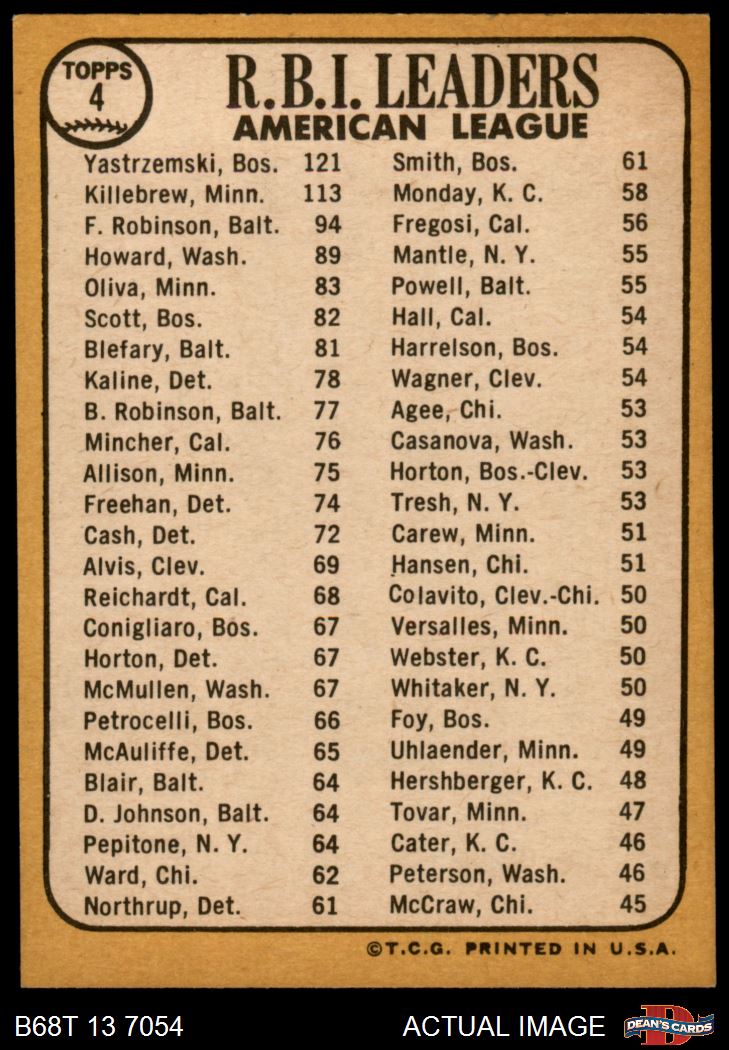 TOPPS
4
R.B.I. LEADERS
AMERICAN LEAGUE
Yastrzemski, Bos. 121
Killebrew, Minn. 113
F. Robinson, Balt. 94
Howard, Wash. 89
Oliva, Minn. 83
Scott, Bos. 82
Blefary, Balt. 81
Kaline, Det. 78
B. Robinson, Balt. 77
Mincher, Cal. 76
Allison, Minn. 75
Freehan, Det. 74
Cash, Det. 72
Alvis, Clev. 69
Reichardt, Cal. 68
Conigliaro, Bos. 67
Horton, Det. 67
McMullen, Wash. 67
Petrocelli, Bos. 66
McAuliffe, Det. 65
Blair, Balt. 64
D. Johnson, Balt. 64
Pepitone, N. Y. 64
Ward, Chi. 62
Northrup, Det. 61
Smith, Bos. 61
Monday, K. C. 58
Fregosi, Cal. 56
Mantle, N. Y. 55
Powell, Balt. 55
Hall, Cal. 54
Harrelson, Bos. 54
Wagner, Clev. 54
Agee, Chi. 53
Casanova, Wash. 53
Horton, Bos.-Clev. 53
Tresh, N. Y. 53
Carew, Minn. 51
Hansen, Chi. 51
Colavito, Clev.-Chi. 50
Versalles, Minn. 50
Webster, K. C. 50
Whitaker, N. Y. 50
Foy, Bos. 49
Uhlaender, Minn. 49
Hershberger, K. C. 48
Tovar, Minn. 47
Cater, K. C. 46
Peterson, Wash. 46
McCraw, Chi. 45
©T.C.G. PRINTED IN U.S.A.
B68T 13 7054
ACTUAL IMAGE
D
DEAN'S CARDS